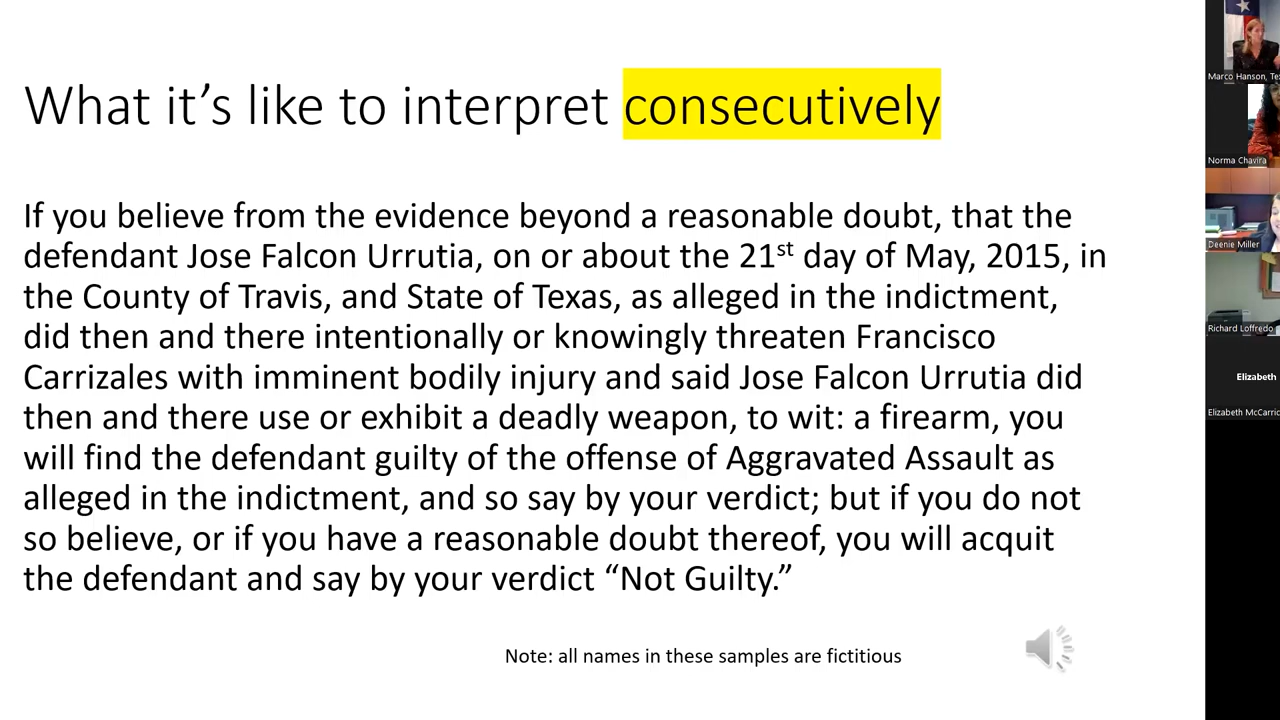 What it's like to interpret consecutively
If you believe from the evidence beyond a reasonable doubt, that the
defendant Jose Falcon Urrutia, on or about the 21st day of May, 2015, in
the County of Travis, and State of Texas, as alleged in the indictment,
did then and there intentionally or knowingly threaten Francisco
Carrizales with imminent bodily injury and said Jose Falcon Urrutia did
then and there use or exhibit a deadly weapon, to wit: a firearm, you
will find the defendant guilty of the offense of Aggravated Assault as
alleged in the indictment, and so say by your verdict; but if you do not
so believe, or if you have a reasonable doubt thereof, you will acquit
the defendant and say by your verdict “Not Guilty.”
Note: all names in these samples are fictitious
Marco Hanson, Te
Norma Chavira
Deenie Miller
Richard Loffredo
Elizabeth
Elizabeth McCarric